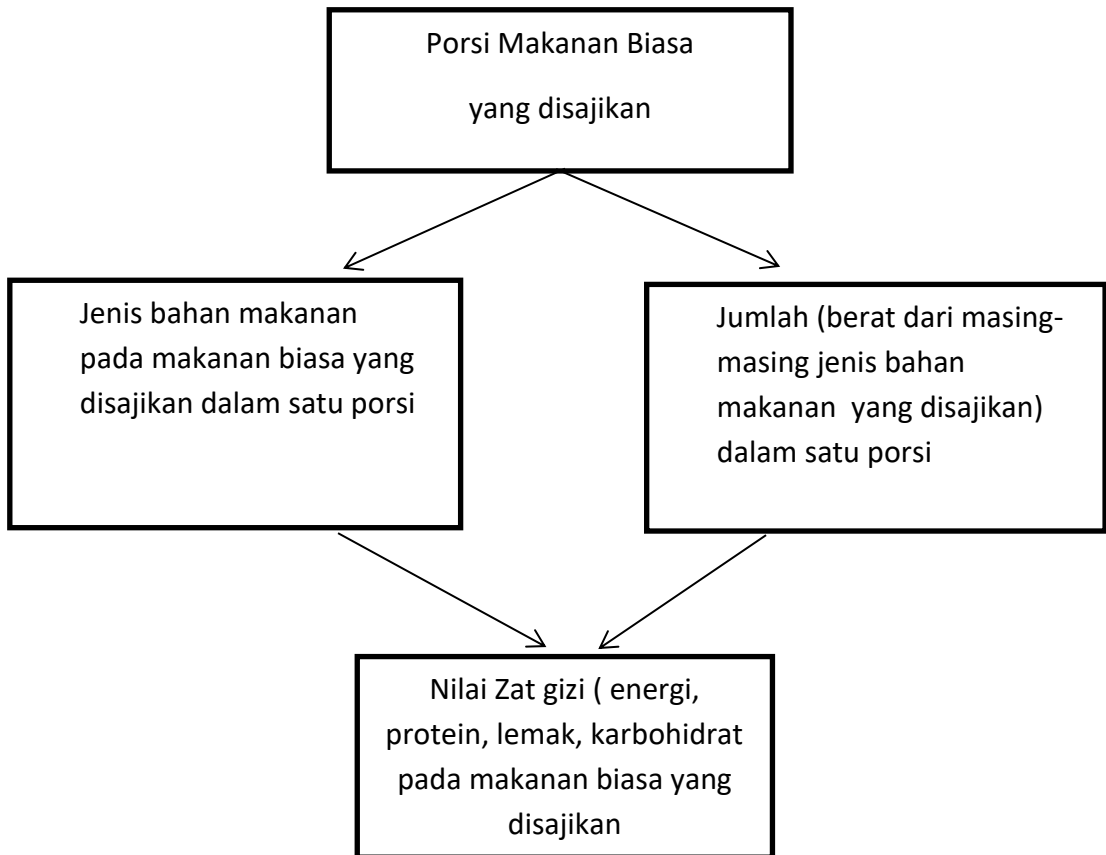 Porsi Makanan Biasa
yang disajikan
Jenis bahan makanan
pada makanan biasa yang
disajikan dalam satu porsi
Jumlah (berat dari masing-
masing jenis bahan
makanan  yang disajikan)
dalam satu porsi
Nilai Zat gizi ( energi,
protein, lemak, karbohidrat
pada makanan biasa yang
disajikan